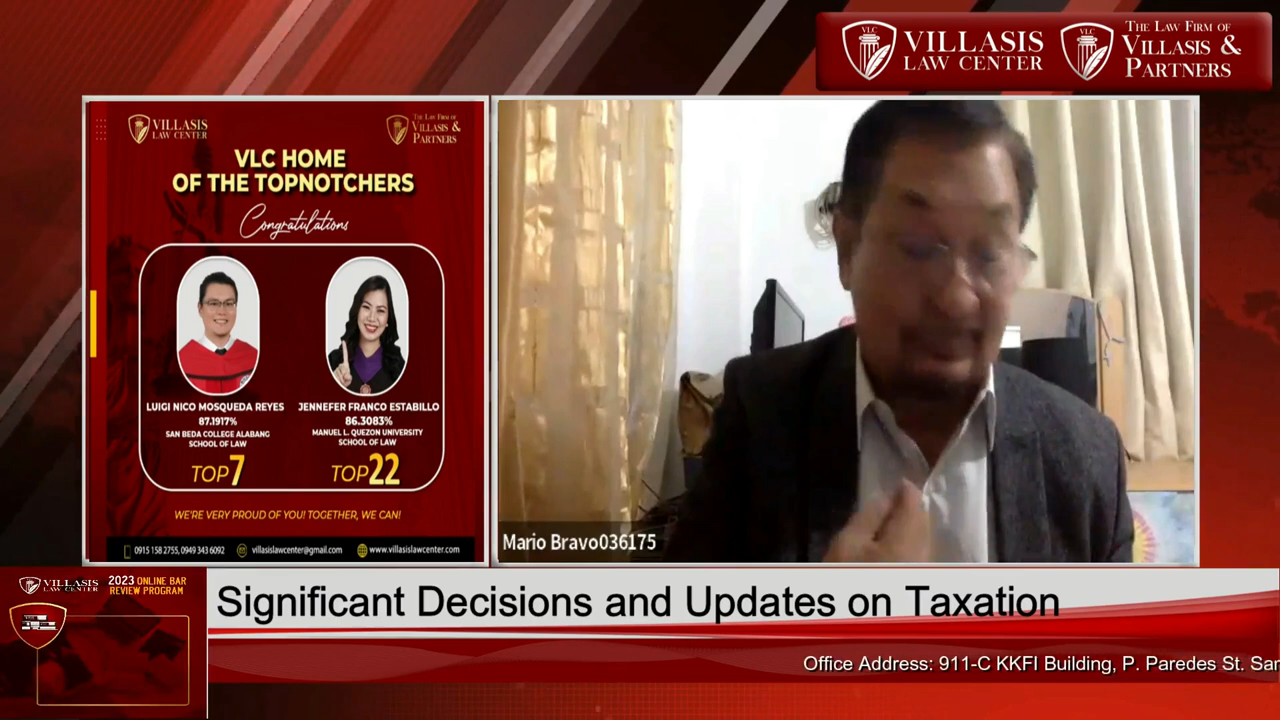 VLC
VILLASIS
LAW CENTER
VLC
THE LAW FIRM OF
VILLASIS &
PARTNERS
VILLASIS
LAW CENTER
THE LAW FIRM OF
VILLASIS &
PARTNERS
VLC HOME
OF THE TOPNOTCHERS
Congratulations
LUIGI NICO MOSQUEDA REYES
87.1917%
SAN BEDA COLLEGE ALABANG
SCHOOL OF LAW
TOP7
JENNEFER FRANCO ESTABILLO
86.3083%
MANUEL L. QUEZON UNIVERSITY
SCHOOL OF LAW
TOP22
WE'RE VERY PROUD OF YOU! TOGETHER, WE CAN!
0915 158 2755, 0949 343 6092
villasislawcenter@gmail.com
www.villasislawcenter.com
Mario Bravo036175
VILLASIS
LAW CENTER
2023 ONLINE BAR
REVIEW PROGRAM
Significant Decisions and Updates on Taxation
Office Address: 911-C KKFI Building, P. Paredes St. Sam